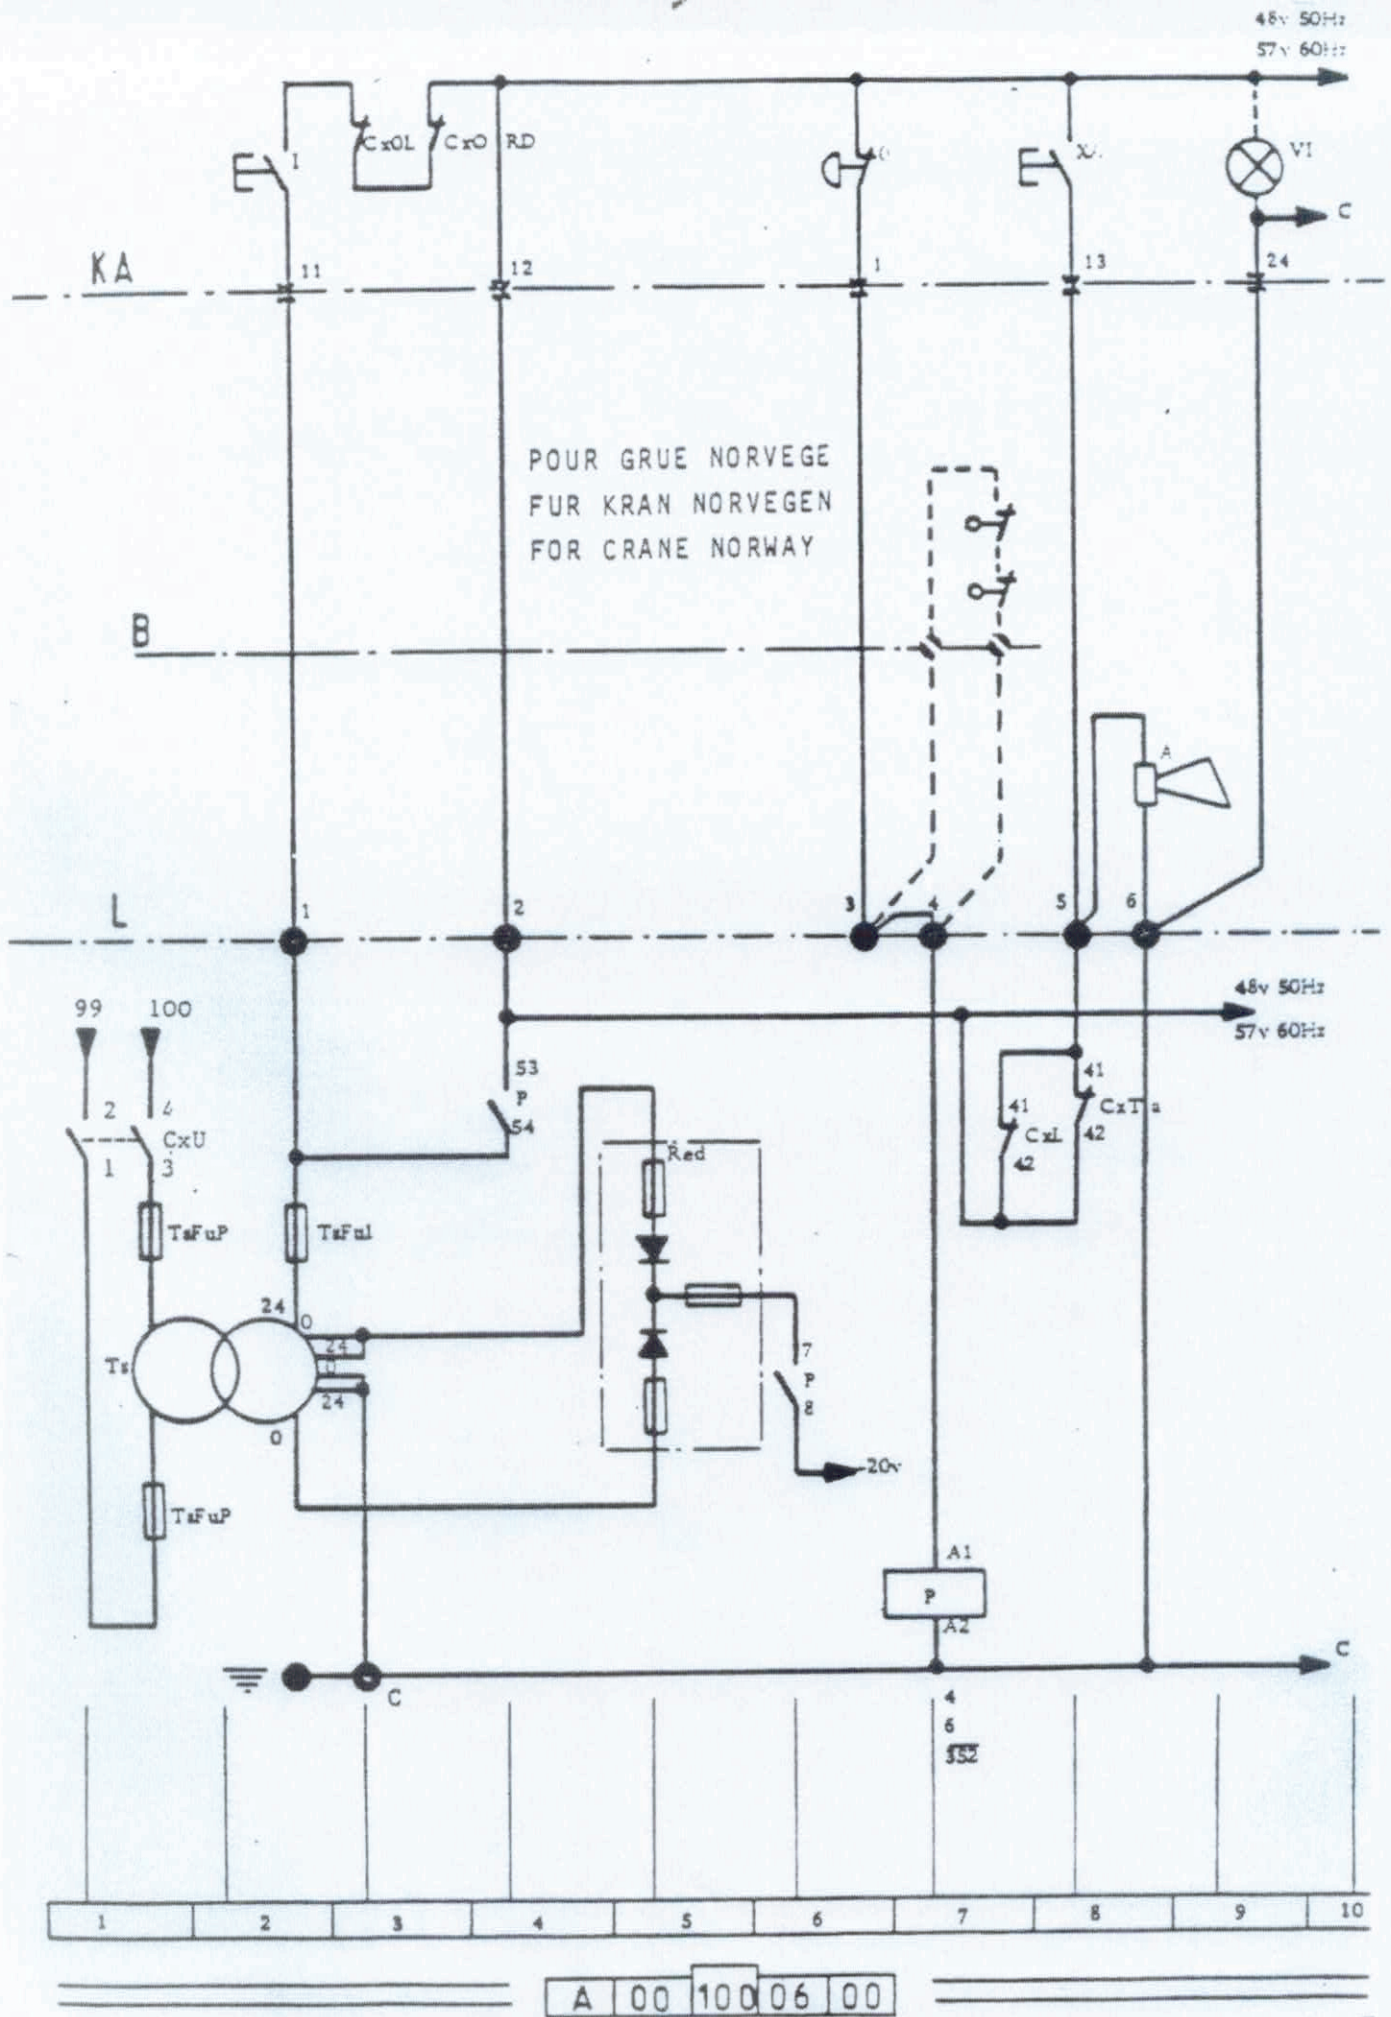 48v 50Hz
57v 60Hz
CxOL CxO RD
I
VI
C
KA
11 12 1 13 24
POUR GRUE NORVEGE
FUR KRAN NORVEGEN
FOR CRANE NORWAY
B
A
L
1 2 3 4 5 6
99 100
48v 50Hz
57v 60Hz
53
P
54
2 4
CxU
1 3
41
CxL
42
41
42
Red
TsFuP
TsFu1
24
0
24
0
24
0
Ts
7
P
8
-20v
TsFuP
A1
P
A2
C
C
4
6
352
1 2 3 4 5 6 7 8 9 10
A 00 100 06 00